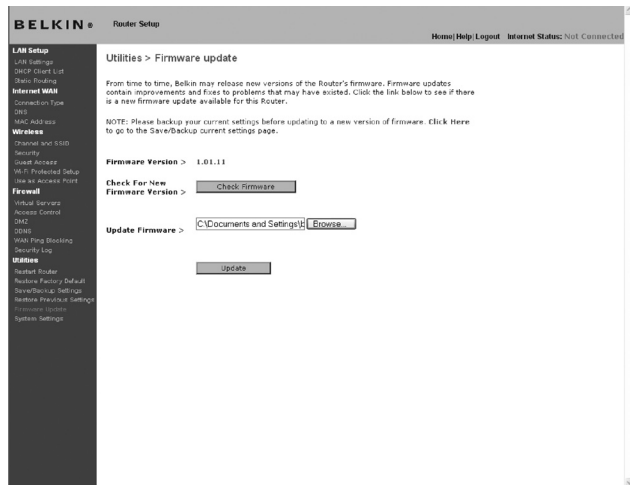 BELKIN®
Router Setup
Home|Help|Logout Internet Status: Not Connected
LAN Setup
LAN Settings
DHCP Client List
Static Routing
Internet WAN
Connection Type
DNS
MAC Address
Wireless
Channel and SSID
Security
Guest Access
Wi-Fi Protected Setup
Use as Access Point
Firewall
Virtual Servers
Access Control
DMZ
DDNS
WAN Ping Blocking
Security Log
Utilities
Restart Router
Restore Factory Default
Save/Backup Settings
Restore Previous Settings
Firmware Update
System Settings
Utilities > Firmware update
From time to time, Belkin may release new versions of the Router's firmware. Firmware updates
contain improvements and fixes to problems that may have existed. Click the link below to see if there
is a new firmware update available for this Router.
NOTE: Please backup your current settings before updating to a new version of firmware. Click Here
to go to the Save/Backup current settings page.
Firmware Version > 1.01.11
Check For New
Firmware Version > Check Firmware
Update Firmware > C:\Documents and Settings\ Browse...
Update